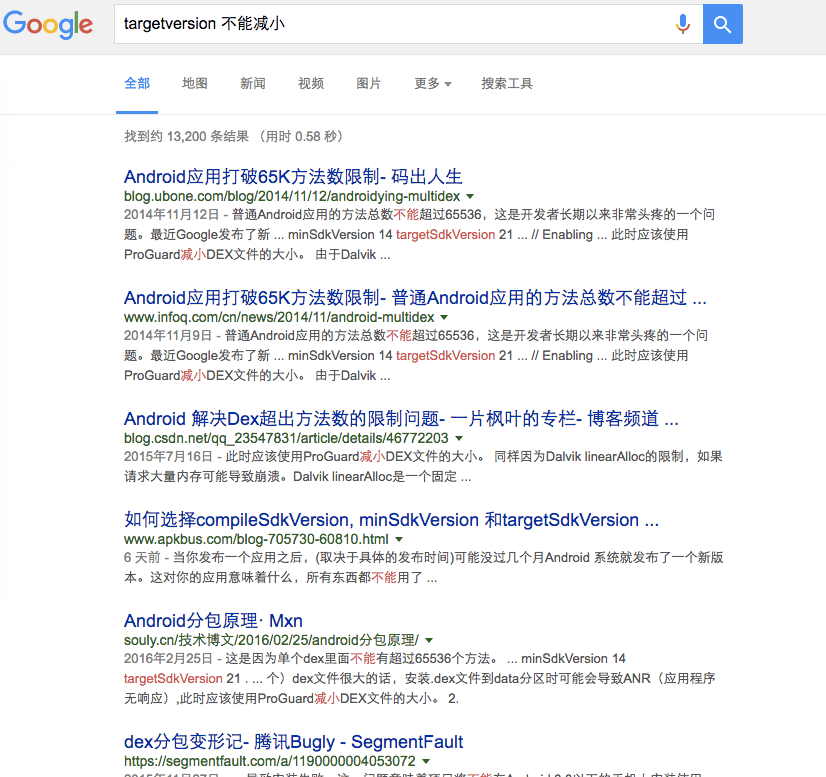 Google
targetversion 不能减小
全部 地图 新闻 视频 图片 更多 搜索工具
找到约 13,200 条结果 （用时 0.58 秒）
Android应用打破65K方法数限制- 码出人生
blog.ubone.com/blog/2014/11/12/androidying-multidex
2014年11月12日 - 普通Android应用的方法总数不能超过65536，这是开发者长期以来非常头疼的一个问
题。最近Google发布了新 ... minSdkVersion 14 targetSdkVersion 21 ... // Enabling ... 此时应该使用
ProGuard减小DEX文件的大小。 由于Dalvik ...
Android应用打破65K方法数限制- 普通Android应用的方法总数不能超过 ...
www.infoq.com/cn/news/2014/11/android-multidex
2014年11月9日 - 普通Android应用的方法总数不能超过65536，这是开发者长期以来非常头疼的一个问
题。最近Google发布了新 ... minSdkVersion 14 targetSdkVersion 21 ... // Enabling ... 此时应该使用
ProGuard减小DEX文件的大小。 由于Dalvik ...
Android 解决Dex超出方法数的限制问题- 一片枫叶的专栏- 博客频道 ...
blog.csdn.net/qq_23547831/article/details/46772203
2015年7月16日 - 此时应该使用ProGuard减小DEX文件的大小。 同样因为Dalvik linearAlloc的限制，如果
请求大量内存可能导致崩溃。Dalvik linearAlloc是一个固定 ...
如何选择compileSdkVersion, minSdkVersion 和targetSdkVersion ...
www.apkbus.com/blog-705730-60810.html
6 天前 - 当你发布一个应用之后，(取决于具体的发布时间)可能没过几个月Android 系统就发布了一个新版
本。这对你的应用意味着什么，所有东西都不能用了 ...
Android分包原理· Mxn
souly.cn/技术博文/2016/02/25/android分包原理/
2016年2月25日 - 这是因为单个dex里面不能有超过65536个方法。 ... minSdkVersion 14
targetSdkVersion 21 . ... 个）dex文件很大的话，安装.dex文件到data分区时可能会导致ANR（应用程序
无响应）,此时应该使用ProGuard减小DEX文件的大小。 2.
dex分包变形记- 腾讯Bugly - SegmentFault
https://segmentfault.com/a/1190000004053072